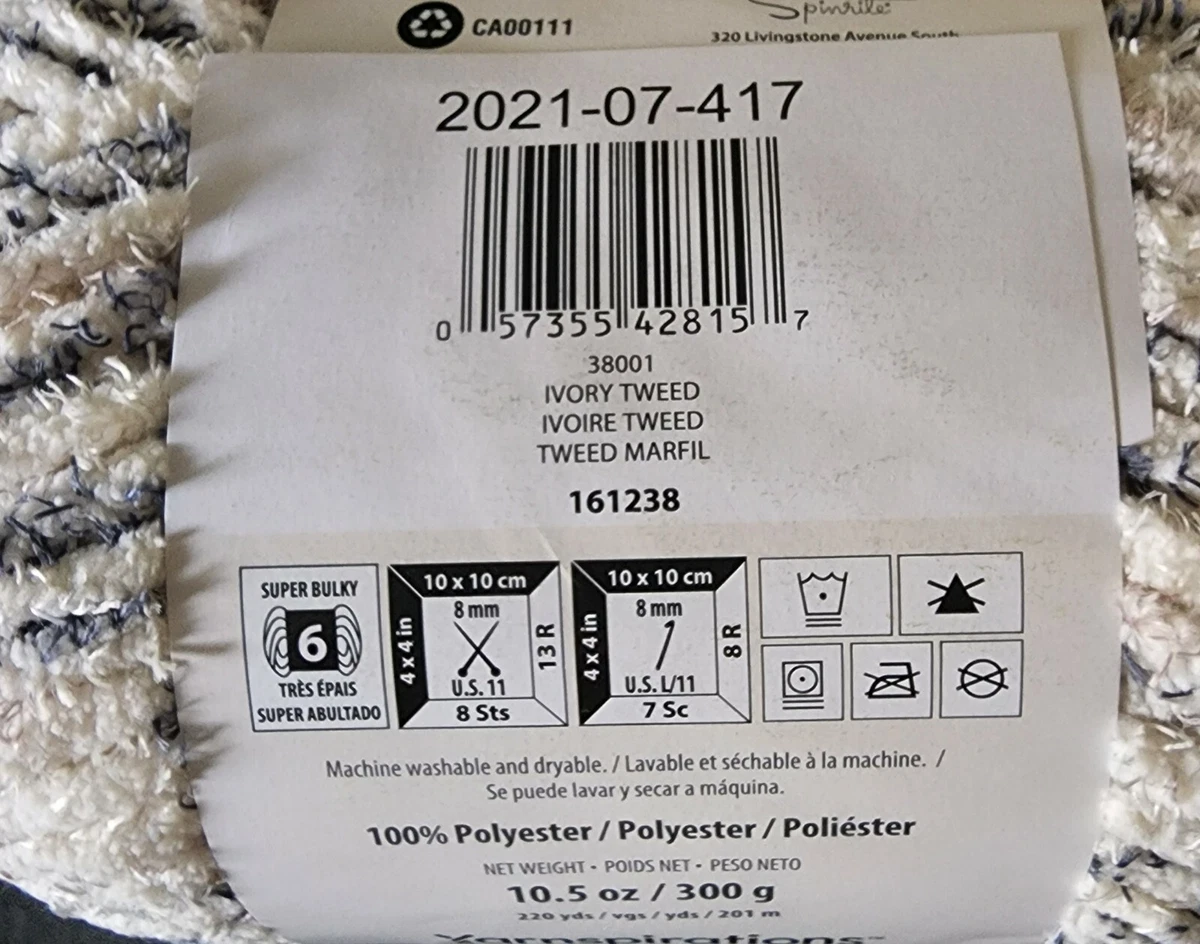 CA00111
Spinrite
320 Livingstone Avenue South
2021-07-417
0 57355 42815 7
38001
IVORY TWEED
IVOIRE TWEED
TWEED MARFIL
161238
SUPER BULKY
6
TRÈS ÉPAIS
SUPER ABULTADO
10 x 10 cm
4 x 4 in
8 mm
U.S. 11
13 R
8 Sts
10 x 10 cm
4 x 4 in
8 mm
U.S. L/11
8 R
7 Sc
Machine washable and dryable. / Lavable et séchable à la machine. /
Se puede lavar y secar a máquina.
100% Polyester / Polyester / Poliéster
NET WEIGHT - POIDS NET - PESO NETO
10.5 oz / 300 g
220 yds / vgs / yds / 201 m
Yarnspirations™